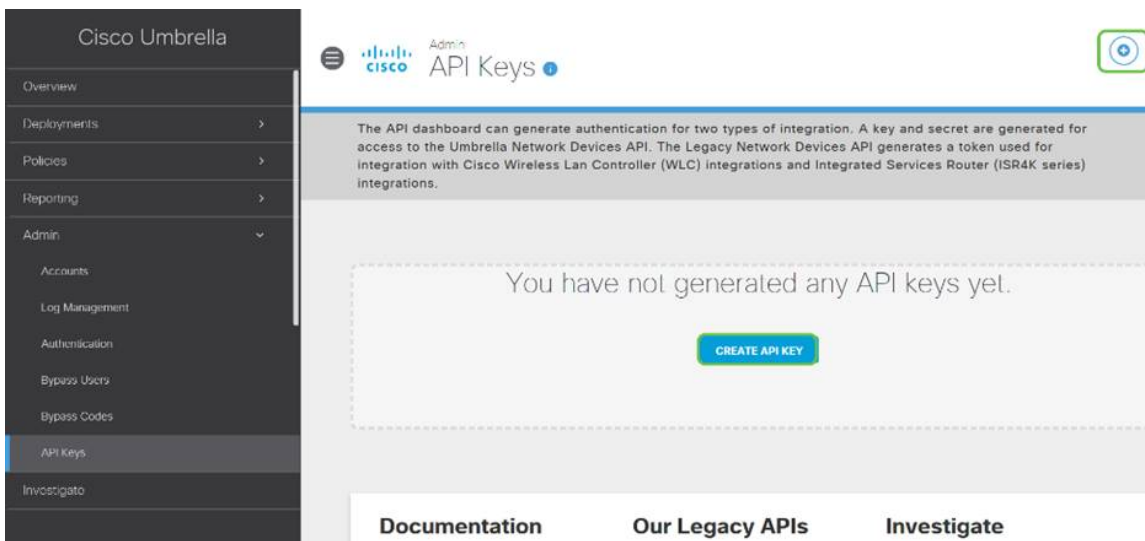 Cisco Umbrella
Overview
Deployments
Policies
Reporting
Admin
Accounts
Log Management
Authentication
Bypass Users
Bypass Codes
API Keys
Investigate
cisco
Admin
API Keys
The API dashboard can generate authentication for two types of integration. A key and secret are generated for
access to the Umbrella Network Devices API. The Legacy Network Devices API generates a token used for
integration with Cisco Wireless Lan Controller (WLC) integrations and Integrated Services Router (ISR4K series)
integrations.
You have not generated any API keys yet.
CREATE API KEY
Documentation
Our Legacy APIs
Investigate